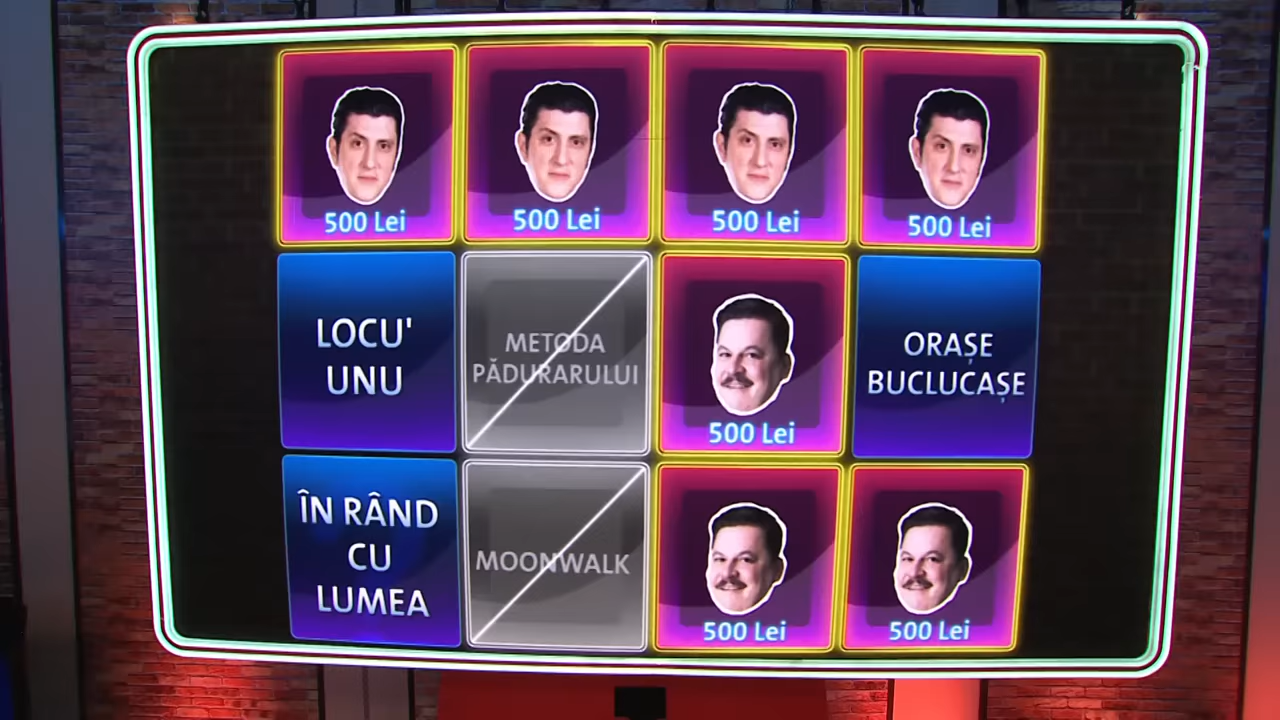 500 Lei
500 Lei
500 Lei
500 Lei
LOCU'
UNU
METODA
PĂDURARULUI
500 Lei
ORAȘE
BUCLUCAȘE
ÎN RÂND
CU
LUMEA
MOONWALK
500 Lei
500 Lei